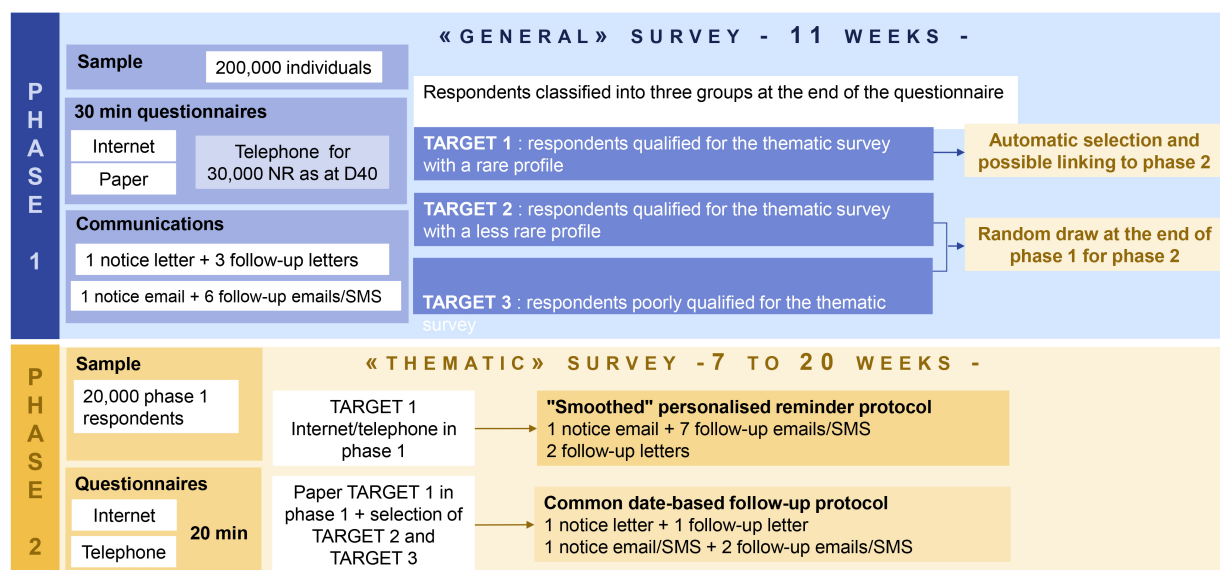 PHASE 1
« GENERAL» SURVEY - 11 WEEKS -
Sample
200,000 individuals
30 min questionnaires
Internet
Paper
Telephone for
30,000 NR as at D40
Communications
1 notice letter + 3 follow-up letters
1 notice email + 6 follow-up emails/SMS
Respondents classified into three groups at the end of the questionnaire
TARGET 1 : respondents qualified for the thematic survey
with a rare profile
Automatic selection and
possible linking to phase 2
TARGET 2 : respondents qualified for the thematic survey
with a less rare profile
TARGET 3 : respondents poorly qualified for the thematic
survey
Random draw at the end of
phase 1 for phase 2
PHASE 2
«THEMATIC» SURVEY -7 TO 20 WEEKS -
Sample
20,000 phase 1
respondents
Questionnaires
Internet
Telephone
20 min
TARGET 1
Internet/telephone in
phase 1
"Smoothed" personalised reminder protocol
1 notice email + 7 follow-up emails/SMS
2 follow-up letters
Paper TARGET 1 in
phase 1 + selection of
TARGET 2 and
TARGET 3
Common date-based follow-up protocol
1 notice letter + 1 follow-up letter
1 notice email/SMS + 2 follow-up emails/SMS